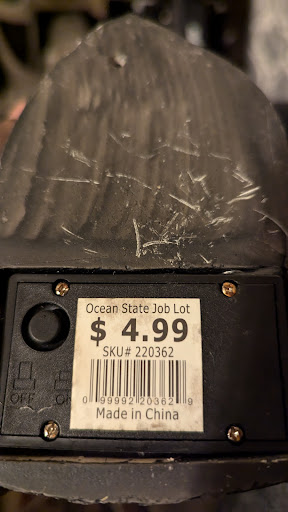 Ocean State Job Lot
$ 4.99
SKU# 220362
0 99992 20362 9
Made in China
OFF